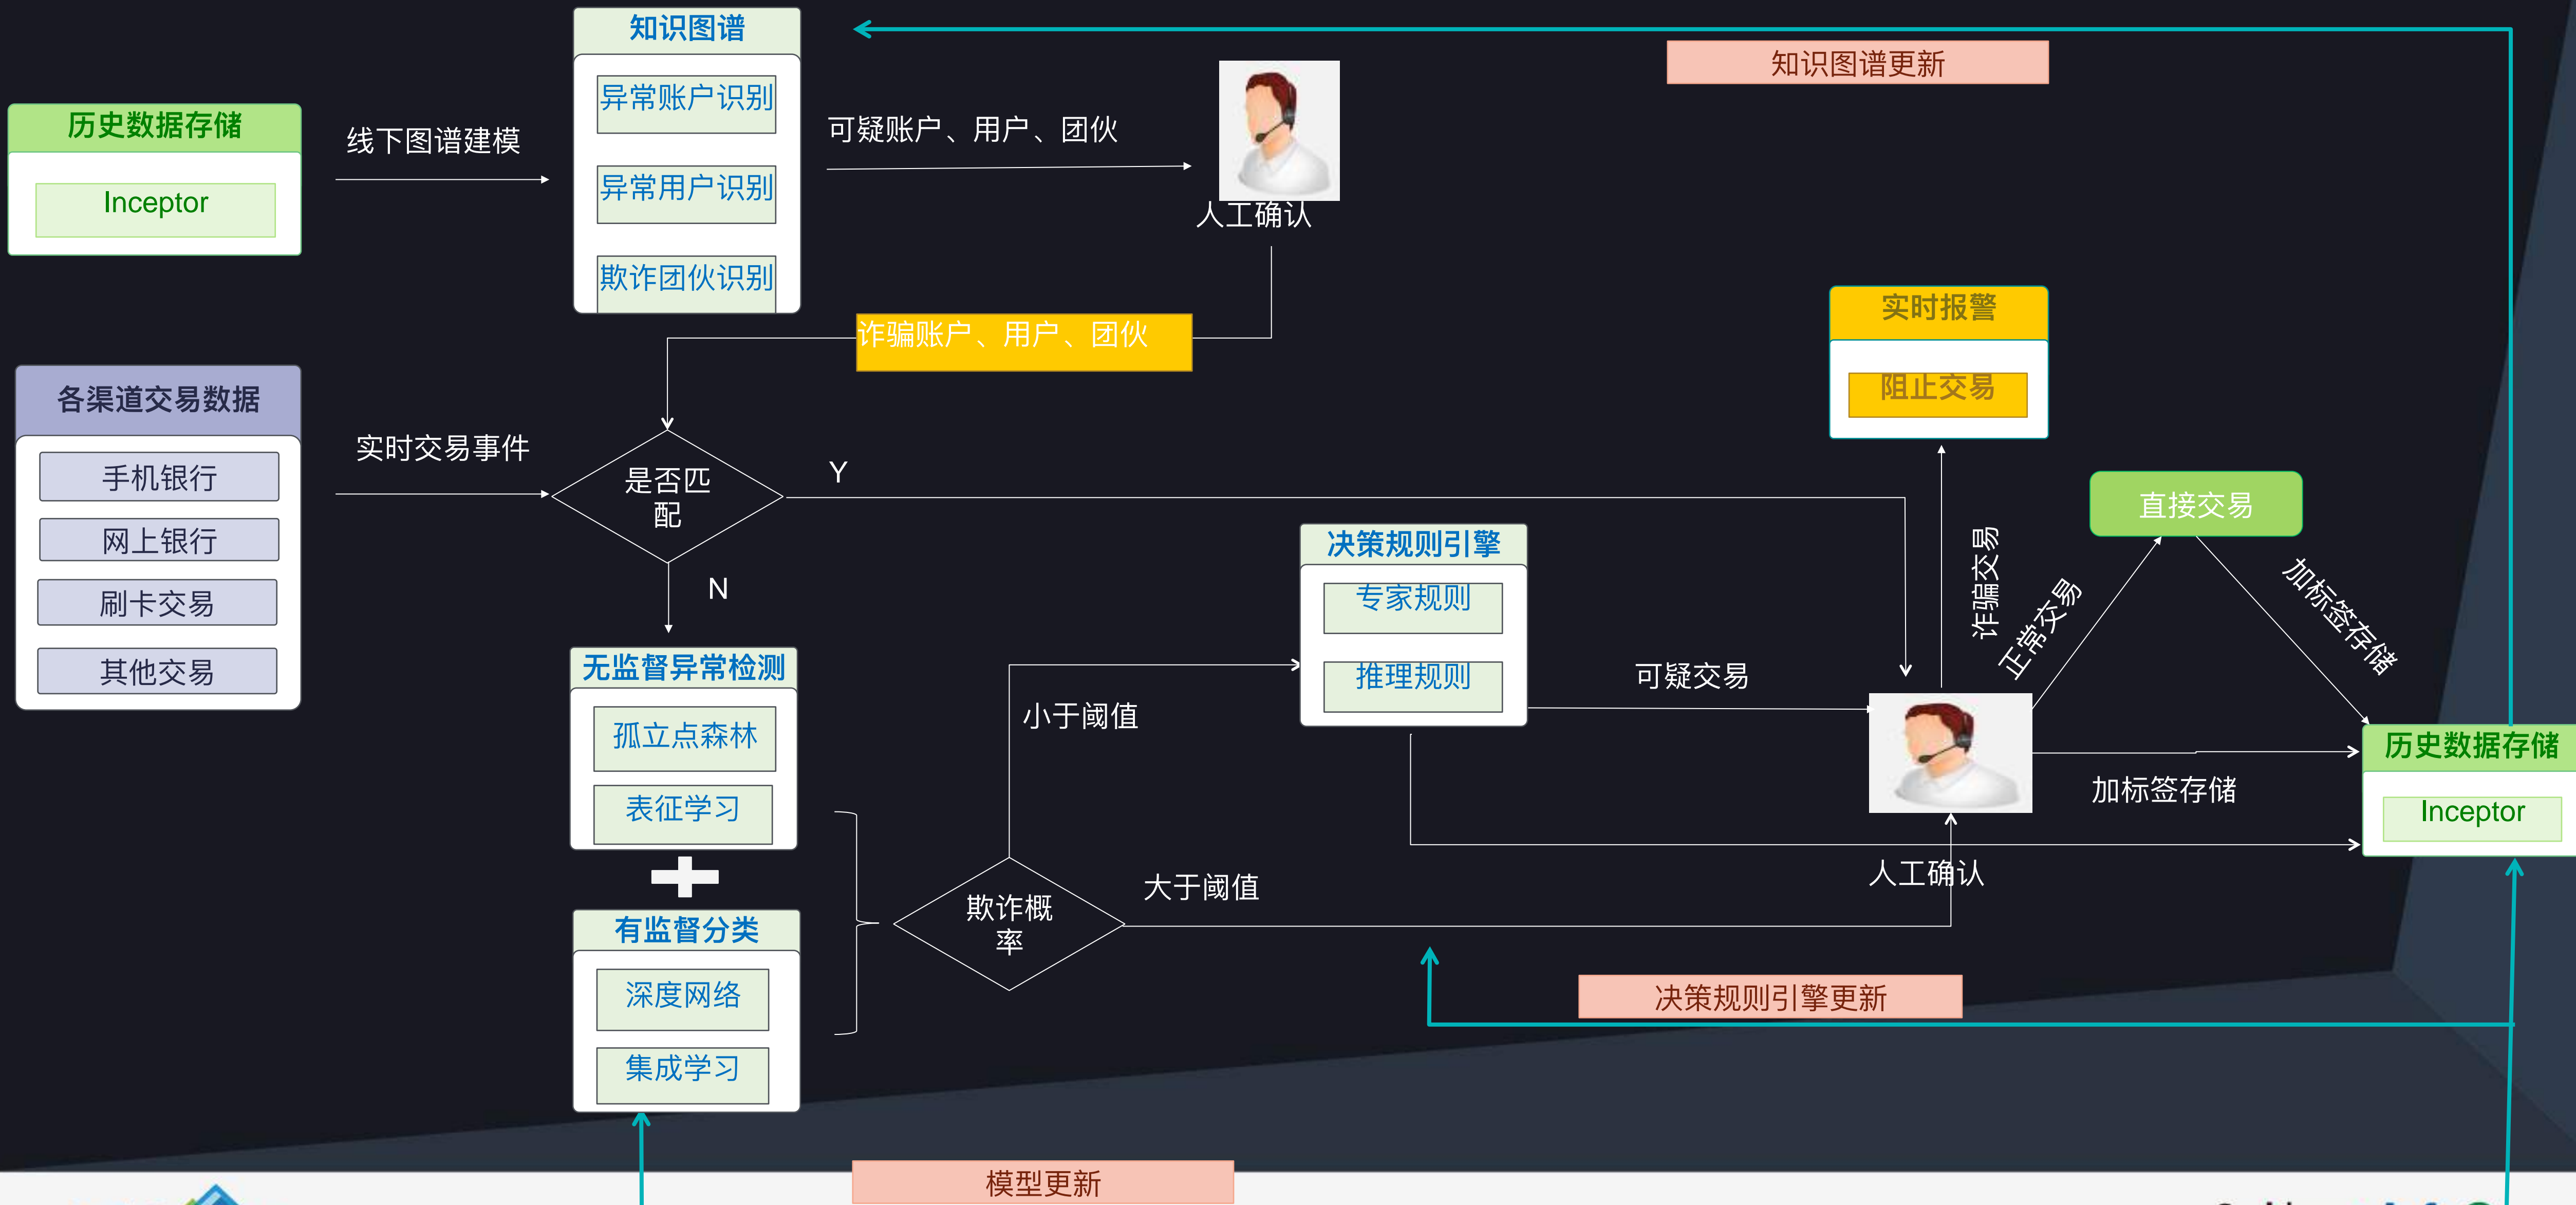 知识图谱
知识图谱更新
异常账户识别
历史数据存储
线下图谱建模
可疑账户、用户、团伙
异常用户识别
Inceptor
人工确认
欺诈团伙识别
诈骗账户、用户、团伙
实时报警
阻止交易
各渠道交易数据
实时交易事件
手机银行
是否匹
配
Y
直接交易
网上银行
决策规则引擎
诈骗交易
N
专家规则
正常交易
加标签存储
刷卡交易
其他交易
无监督异常检测
推理规则
可疑交易
孤立点森林
小于阈值
历史数据存储
表征学习
加标签存储
Inceptor
大于阈值
人工确认
有监督分类
欺诈概
率
深度网络
决策规则引擎更新
集成学习
模型更新